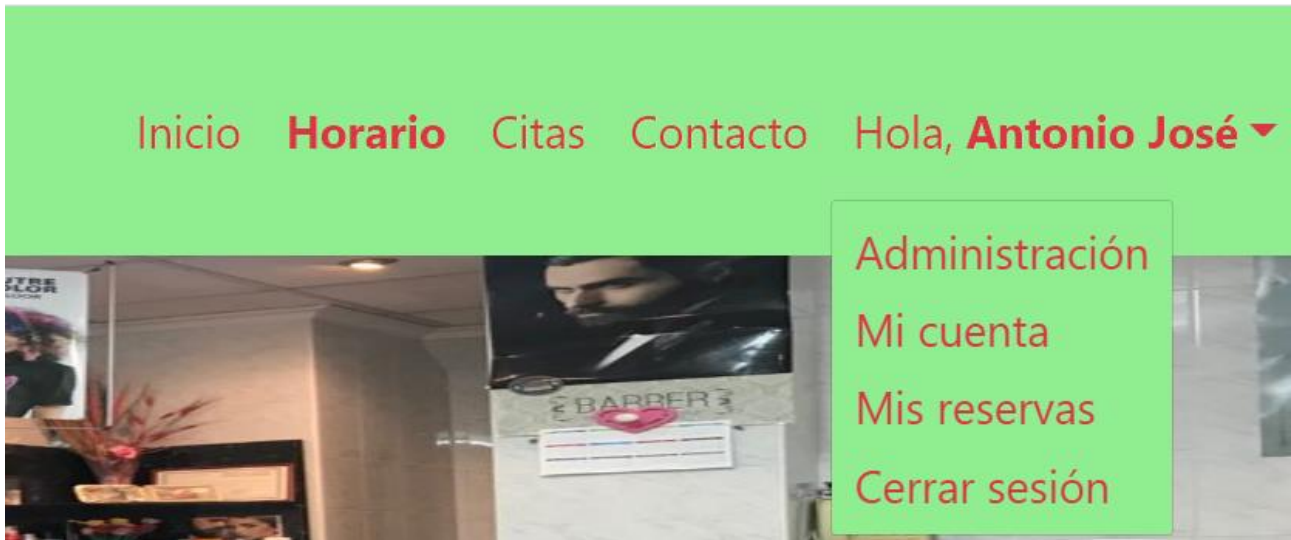 Inicio Horario Citas Contacto Hola, Antonio José
Administración
Mi cuenta
Mis reservas
Cerrar sesión
BARBER